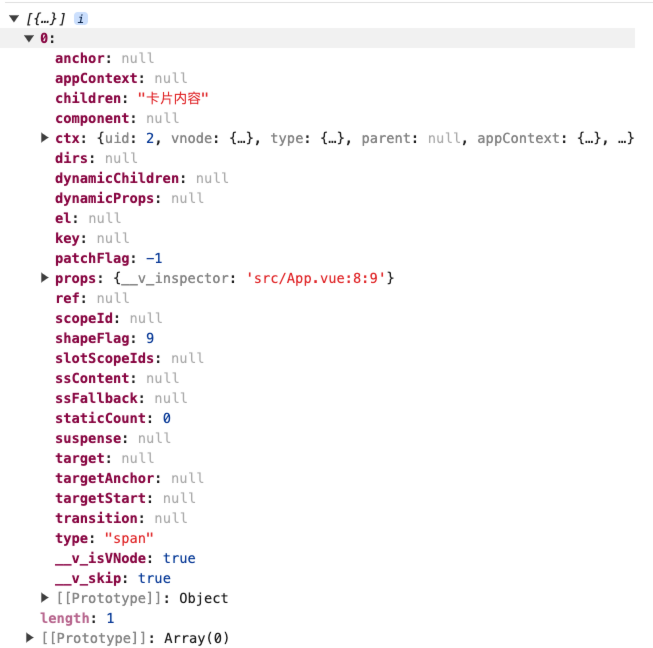 [{…}] i
0:
anchor: null
appContext: null
children: "卡片内容"
component: null
ctx: {uid: 2, vnode: {…}, type: {…}, parent: null, appContext: {…}, …}
dirs: null
dynamicChildren: null
dynamicProps: null
el: null
key: null
patchFlag: -1
props: {__v_inspector: 'src/App.vue:8:9'}
ref: null
scopeId: null
shapeFlag: 9
slotScopeIds: null
ssContent: null
ssFallback: null
staticCount: 0
suspense: null
target: null
targetAnchor: null
targetStart: null
transition: null
type: "span"
__v_isVNode: true
__v_skip: true
[[Prototype]]: Object
length: 1
[[Prototype]]: Array(0)